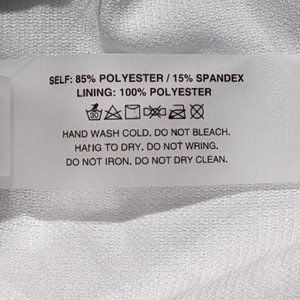 SELF: 85% POLYESTER / 15% SPANDEX
LINING: 100% POLYESTER
30
HAND WASH COLD. DO NOT BLEACH.
HANG TO DRY. DO NOT WRING.
DO NOT IRON. DO NOT DRY CLEAN.